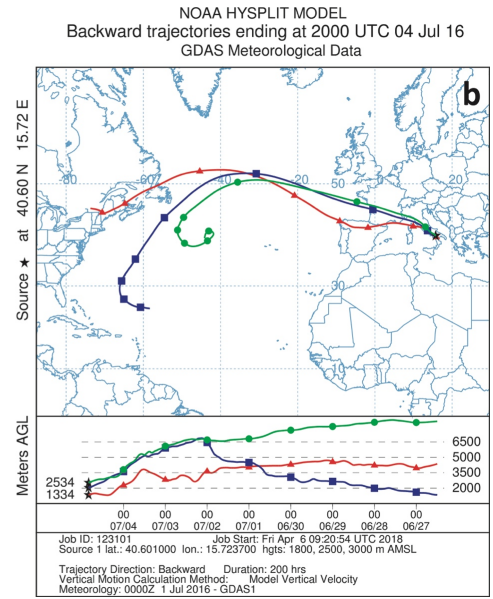 NOAA HYSPLIT MODEL
Backward trajectories ending at 2000 UTC 04 Jul 16
GDAS Meteorological Data
b
Source ★ at 40.60 N 15.72 E
80
20
50
20
30
10
Meters AGL
6500
5000
3500
2000
2534
1334
00 00 00 00 00 00 00 00
07/04 07/03 07/02 07/01 06/30 06/29 06/28 06/27
Job ID: 123101 Job Start: Fri Apr 6 09:20:54 UTC 2018
Source 1 lat.: 40.601000 lon.: 15.723700 hgts: 1800, 2500, 3000 m AMSL
Trajectory Direction: Backward Duration: 200 hrs
Vertical Motion Calculation Method: Model Vertical Velocity
Meteorology: 0000Z 1 Jul 2016 - GDAS1